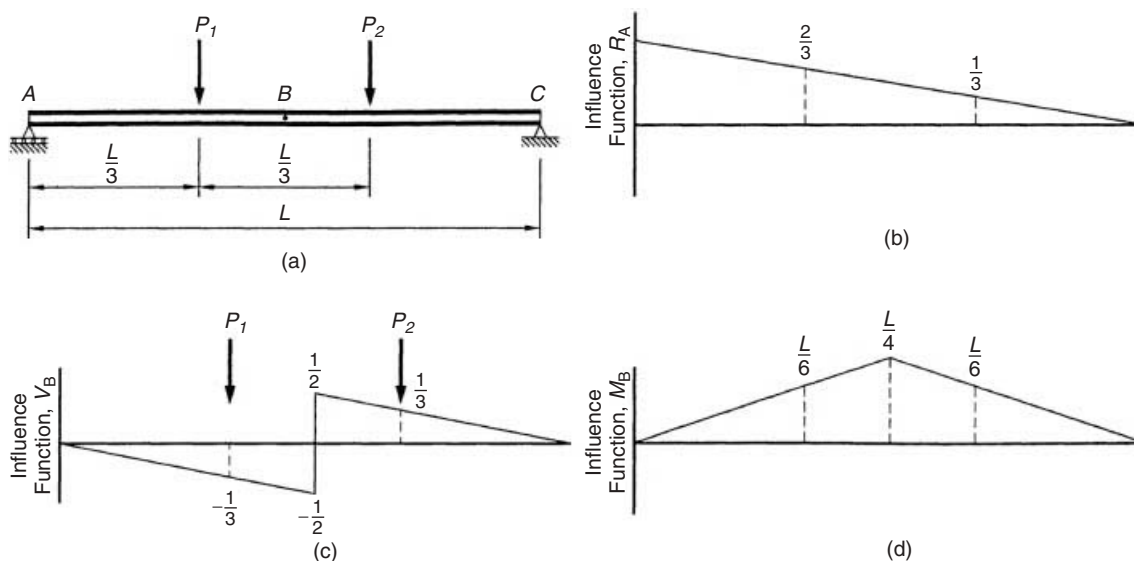 P1
P2
A
B
C
L/3
L/3
L
(a)
Influence
Function, RA
2/3
1/3
(b)
Influence
Function, VB
P1
P2
1/2
1/3
-1/3
-1/2
(c)
Influence
Function, MB
L/6
L/4
L/6
(d)